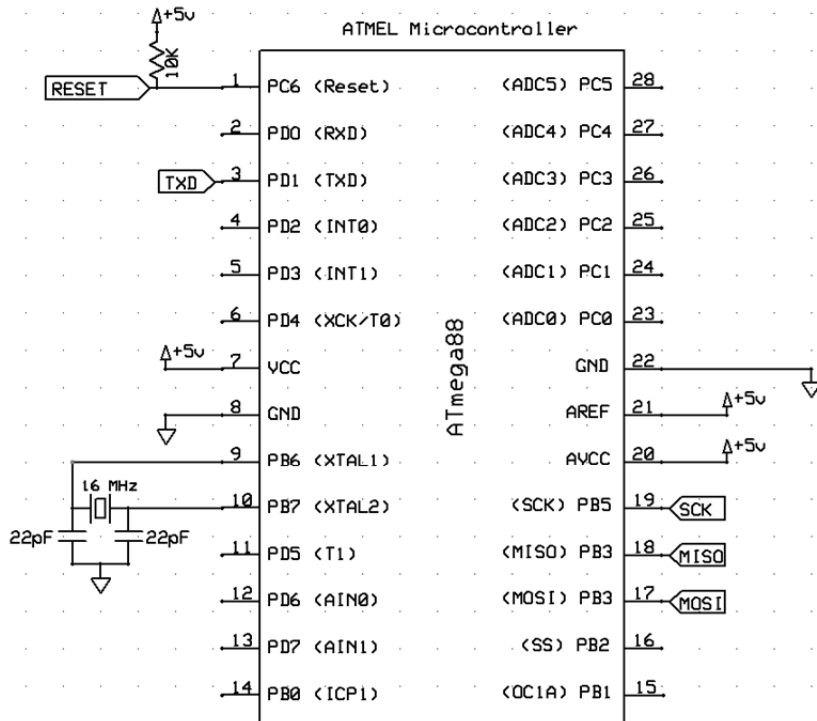 +5v
10K
ATMEL Microcontroller
RESET 1 PC6 (Reset) (ADC5) PC5 28
2 PD0 (RXD) (ADC4) PC4 27
TXD 3 PD1 (TXD) (ADC3) PC3 26
4 PD2 (INT0) (ADC2) PC2 25
5 PD3 (INT1) (ADC1) PC1 24
6 PD4 (XCK/T0) (ADC0) PC0 23
ATmega88
+5v 7 VCC GND 22
8 GND AREF 21 +5v
9 PB6 (XTAL1) AVCC 20 +5v
16 MHz
10 PB7 (XTAL2) (SCK) PB5 19 SCK
22pF 22pF
11 PD5 (T1) (MISO) PB3 18 MISO
12 PD6 (AIN0) (MOSI) PB3 17 MOSI
13 PD7 (AIN1) (SS) PB2 16
14 PB0 (ICP1) (OC1A) PB1 15